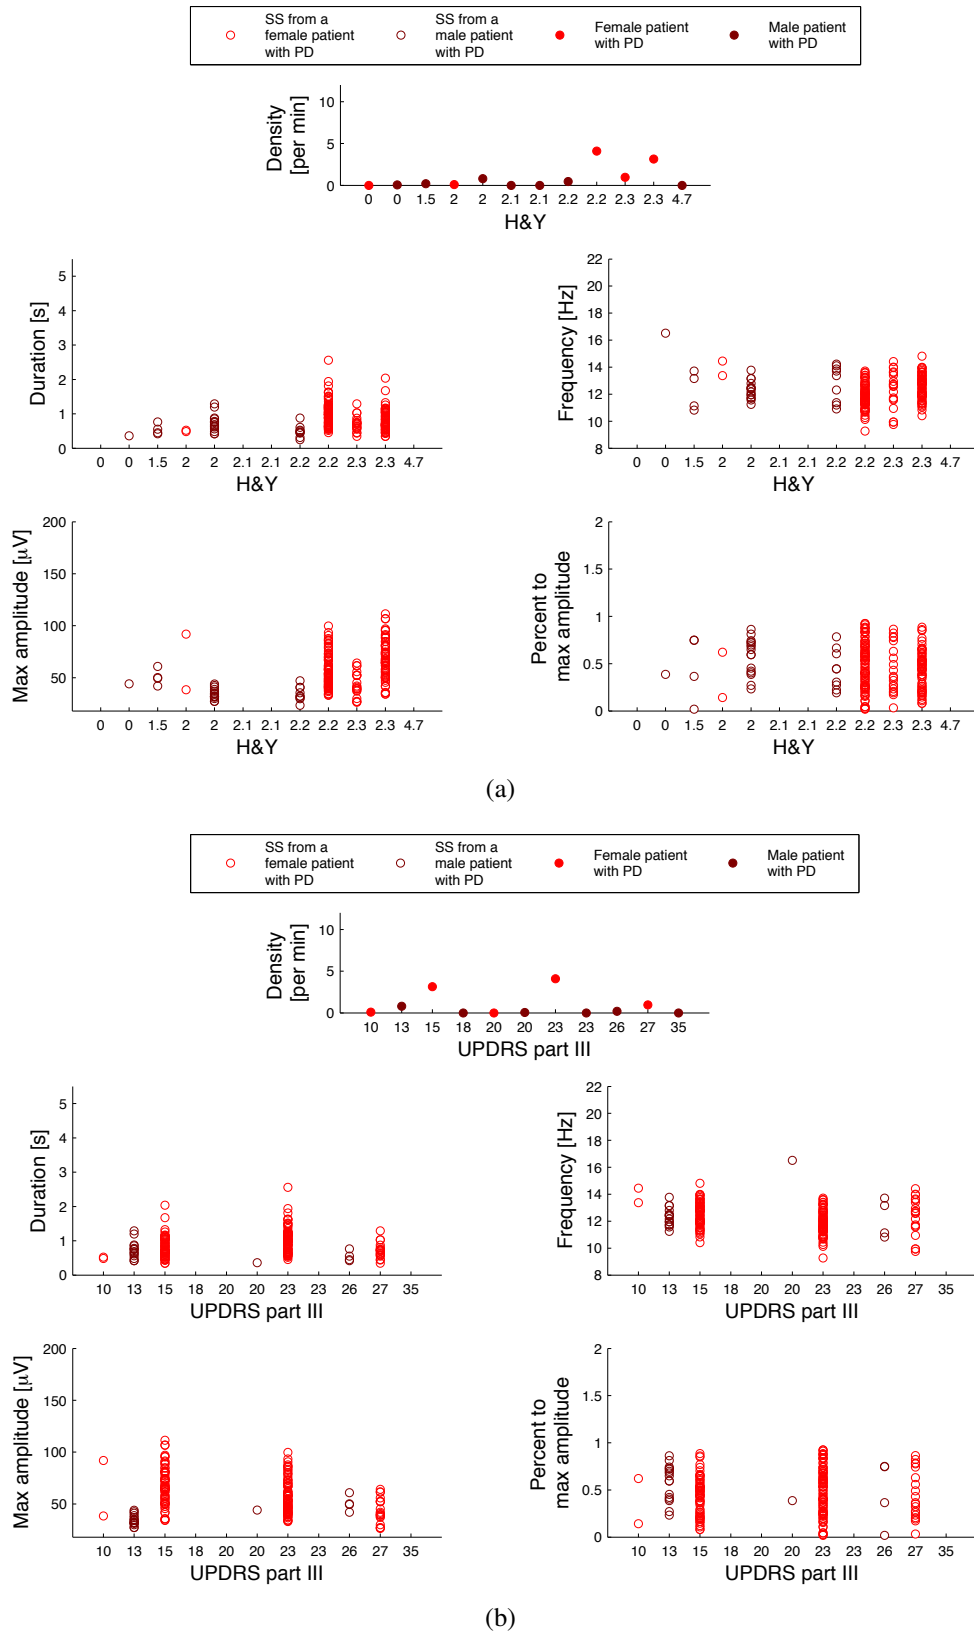 SS from a female patient with PD
SS from a male patient with PD
Female patient with PD
Male patient with PD
Density [per min]
10
5
0
0 0 1.5 2 2 2.1 2.1 2.2 2.2 2.3 2.3 4.7
H&Y
Duration [s]
5
4
3
2
1
0
0 0 1.5 2 2 2.1 2.1 2.2 2.2 2.3 2.3 4.7
H&Y
Frequency [Hz]
22
20
18
16
14
12
10
8
0 0 1.5 2 2 2.1 2.1 2.2 2.2 2.3 2.3 4.7
H&Y
Max amplitude [μV]
200
150
100
50
0 0 1.5 2 2 2.1 2.1 2.2 2.2 2.3 2.3 4.7
H&Y
Percent to max amplitude
2
1.5
1
0.5
0
0 0 1.5 2 2 2.1 2.1 2.2 2.2 2.3 2.3 4.7
H&Y
(a)
SS from a female patient with PD
SS from a male patient with PD
Female patient with PD
Male patient with PD
Density [per min]
10
5
0
10 13 15 18 20 20 23 23 26 27 35
UPDRS part III
Duration [s]
5
4
3
2
1
0
10 13 15 18 20 20 23 23 26 27 35
UPDRS part III
Frequency [Hz]
22
20
18
16
14
12
10
8
10 13 15 18 20 20 23 23 26 27 35
UPDRS part III
Max amplitude [μV]
200
150
100
50
10 13 15 18 20 20 23 23 26 27 35
UPDRS part III
Percent to max amplitude
2
1.5
1
0.5
0
10 13 15 18 20 20 23 23 26 27 35
UPDRS part III
(b)